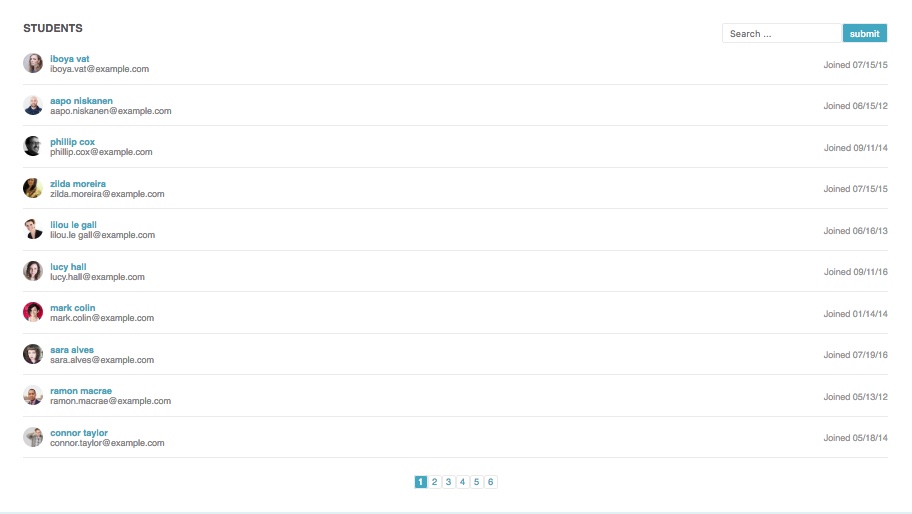 STUDENTS
Search ... submit
iboya vat
iboya.vat@example.com
Joined 07/15/15
aapo niskanen
aapo.niskanen@example.com
Joined 06/15/12
phillip cox
phillip.cox@example.com
Joined 09/11/14
zilda moreira
zilda.moreira@example.com
Joined 07/15/15
lilou le gall
lilou.le gall@example.com
Joined 06/16/13
lucy hall
lucy.hall@example.com
Joined 09/11/16
mark colin
mark.colin@example.com
Joined 01/14/14
sara alves
sara.alves@example.com
Joined 07/19/16
ramon macrae
ramon.macrae@example.com
Joined 05/13/12
connor taylor
connor.taylor@example.com
Joined 05/18/14
1 2 3 4 5 6